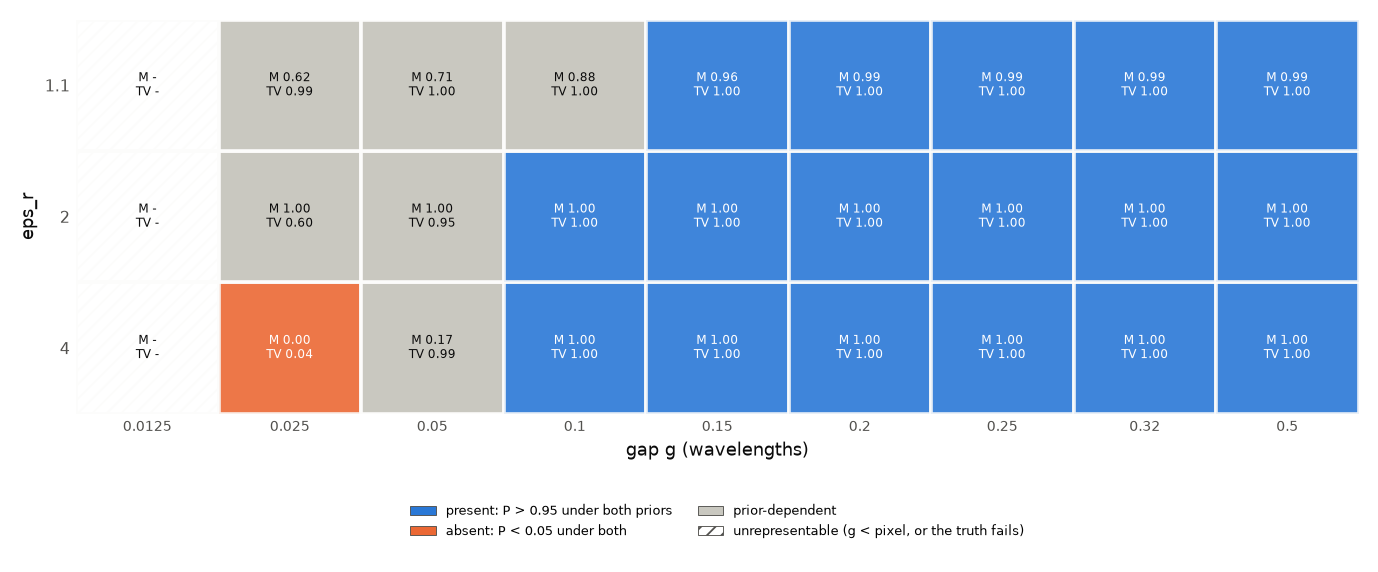 1.1
M -
TV -
M 0.62
TV 0.99
M 0.71
TV 1.00
M 0.88
TV 1.00
M 0.96
TV 1.00
M 0.99
TV 1.00
M 0.99
TV 1.00
M 0.99
TV 1.00
M 0.99
TV 1.00
eps_r
2
M -
TV -
M 1.00
TV 0.60
M 1.00
TV 0.95
M 1.00
TV 1.00
M 1.00
TV 1.00
M 1.00
TV 1.00
M 1.00
TV 1.00
M 1.00
TV 1.00
M 1.00
TV 1.00
4
M -
TV -
M 0.00
TV 0.04
M 0.17
TV 0.99
M 1.00
TV 1.00
M 1.00
TV 1.00
M 1.00
TV 1.00
M 1.00
TV 1.00
M 1.00
TV 1.00
M 1.00
TV 1.00
0.0125 0.025 0.05 0.1 0.15 0.2 0.25 0.32 0.5
gap g (wavelengths)
present: P > 0.95 under both priors
absent: P < 0.05 under both
prior-dependent
unrepresentable (g < pixel, or the truth fails)